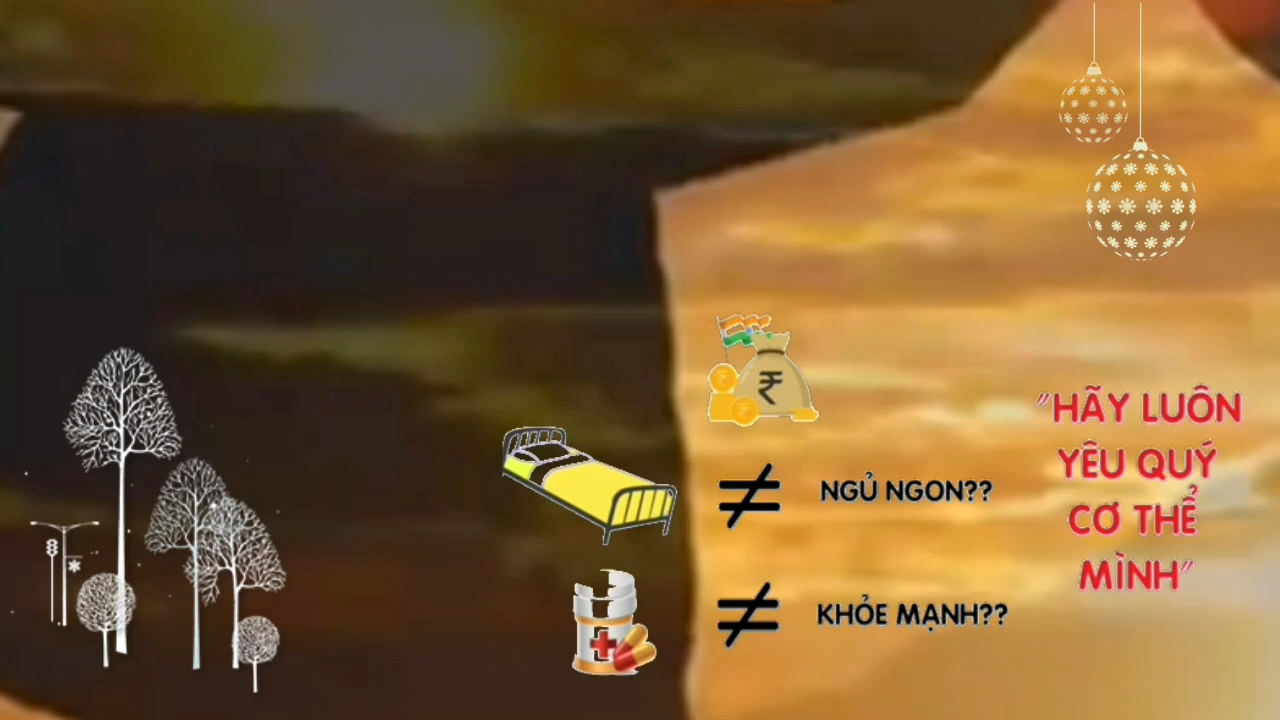 ₹
≠ NGỦ NGON??
≠ KHỎE MẠNH??
"HÃY LUÔN
YÊU QUÝ
CƠ THỂ
MÌNH"